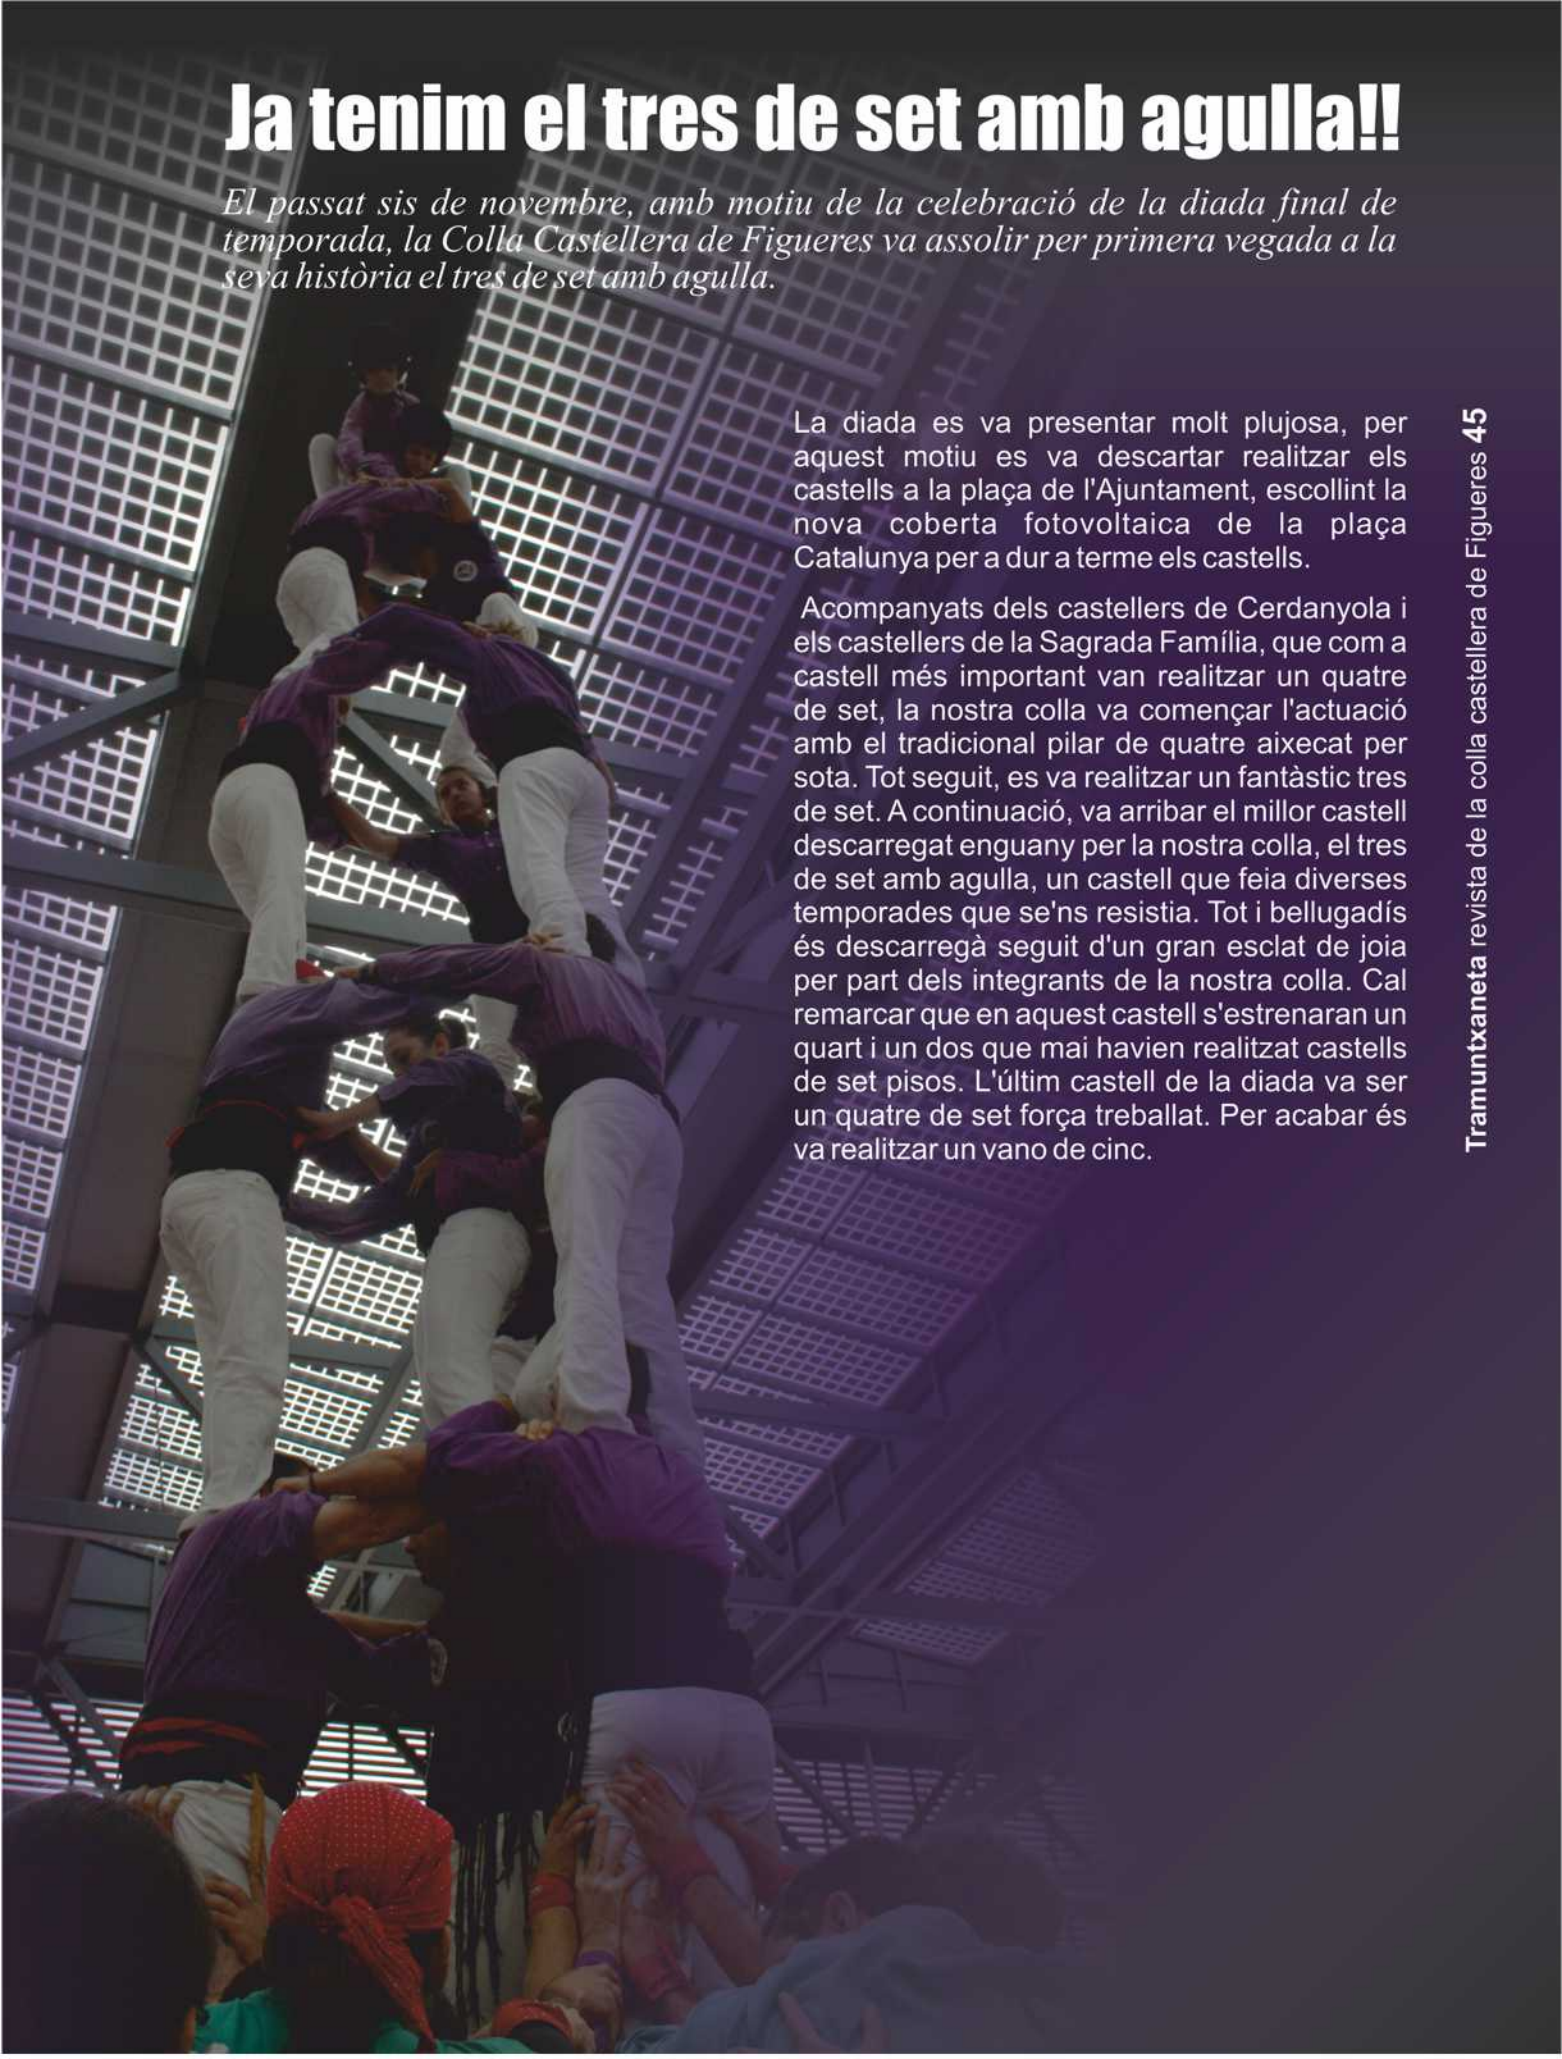 Ja tenim el tres de set amb agulla!!
El passat sis de novembre, amb motiu de la celebració de la diada final de
temporada, la Colla Castellera de Figueres va assolir per primera vegada a la
seva història el tres de set amb agulla.
La diada es va presentar molt plujosa, per
aquest motiu es va descartar realitzar els
castells a la plaça de l'Ajuntament, escollint la
nova coberta fotovoltaica de la plaça
Catalunya per a dur a terme els castells.
Acompanyats dels castellers de Cerdanyola i
els castellers de la Sagrada Família, que com a
castell més important van realitzar un quatre
de set, la nostra colla va començar l'actuació
amb el tradicional pilar de quatre aixecat per
sota. Tot seguit, es va realitzar un fantàstic tres
de set. A continuació, va arribar el millor castell
descarregat enguany per la nostra colla, el tres
de set amb agulla, un castell que feia diverses
temporades que se'ns resistia. Tot i bellugadís
és descarregà seguit d'un gran esclat de joia
per part dels integrants de la nostra colla. Cal
remarcar que en aquest castell s'estrenaran un
quart i un dos que mai havien realitzat castells
de set pisos. L'últim castell de la diada va ser
un quatre de set força treballat. Per acabar és
va realitzar un vano de cinc.
Tramuntxaneta revista de la colla castellera de Figueres 45